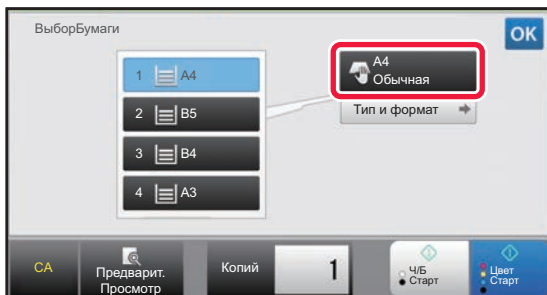 ВыборБумаги
OK
1 A4
2 B5
3 B4
4 A3
A4
Обычная
Тип и формат
CA
Предварит.
Просмотр
Копий
1
Ч/Б
Старт
Цвет
Старт